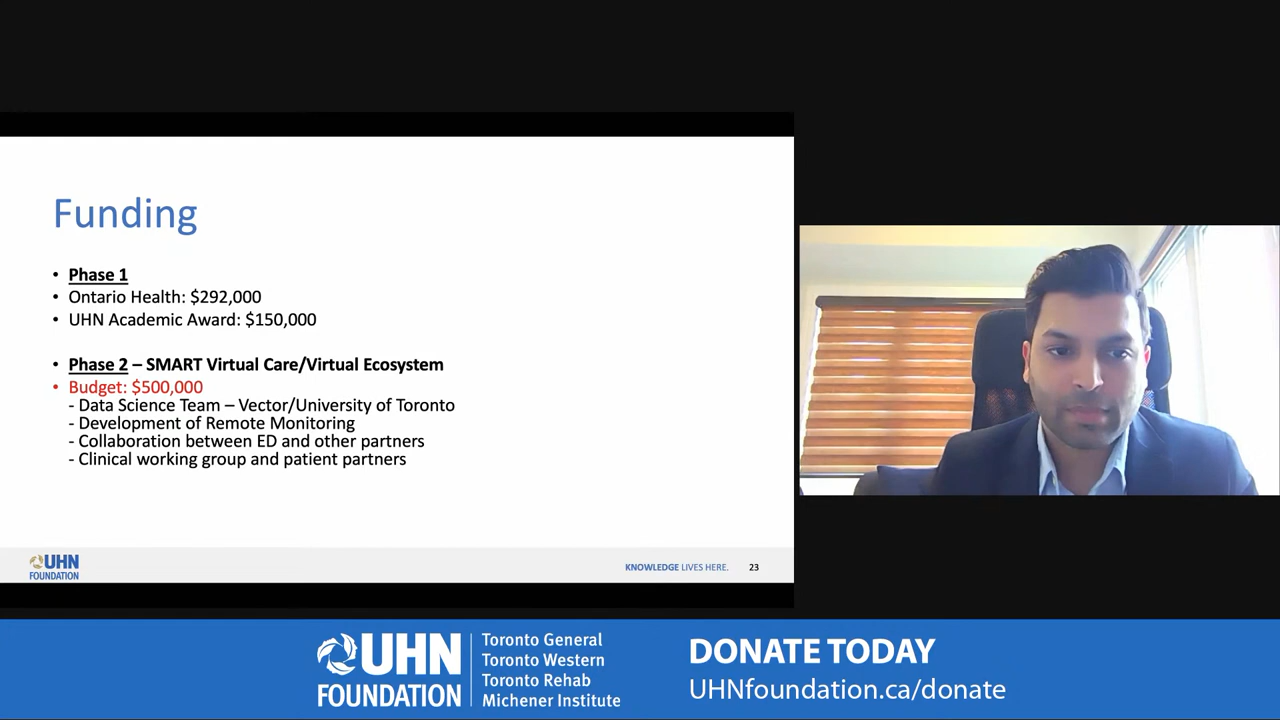 Funding
• Phase 1
• Ontario Health: $292,000
• UHN Academic Award: $150,000
• Phase 2 – SMART Virtual Care/Virtual Ecosystem
• Budget: $500,000
- Data Science Team – Vector/University of Toronto
- Development of Remote Monitoring
- Collaboration between ED and other partners
- Clinical working group and patient partners
UHN
FOUNDATION
KNOWLEDGE LIVES HERE.
23
UHN
FOUNDATION
Toronto General
Toronto Western
Toronto Rehab
Michener Institute
DONATE TODAY
UHNfoundation.ca/donate